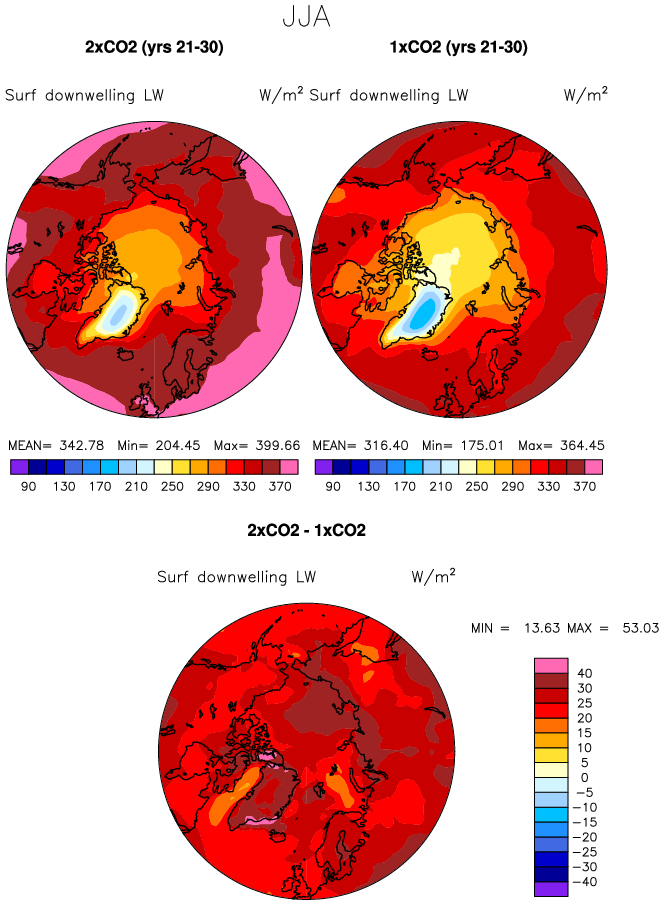 JJA
2xCO2 (yrs 21-30) 1xCO2 (yrs 21-30)
Surf downwelling LW W/m² Surf downwelling LW W/m²
MEAN= 342.78 Min= 204.45 Max= 399.66 MEAN= 316.40 Min= 175.01 Max= 364.45
90 130 170 210 250 290 330 370 90 130 170 210 250 290 330 370
2xCO2 - 1xCO2
Surf downwelling LW W/m²
MIN = 13.63 MAX = 53.03
40
30
25
20
15
10
5
0
−5
−10
−15
−20
−25
−30
−40